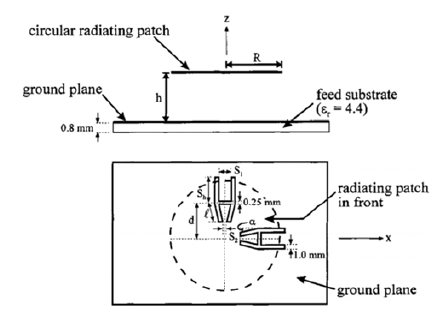 z
circular radiating patch
R
ground plane
h
feed substrate
(εr = 4.4)
0.8 mm
S1
Sh
0.25 mm
radiating patch
in front
ℓ
α
d
S2
x
1.0 mm
ground plane